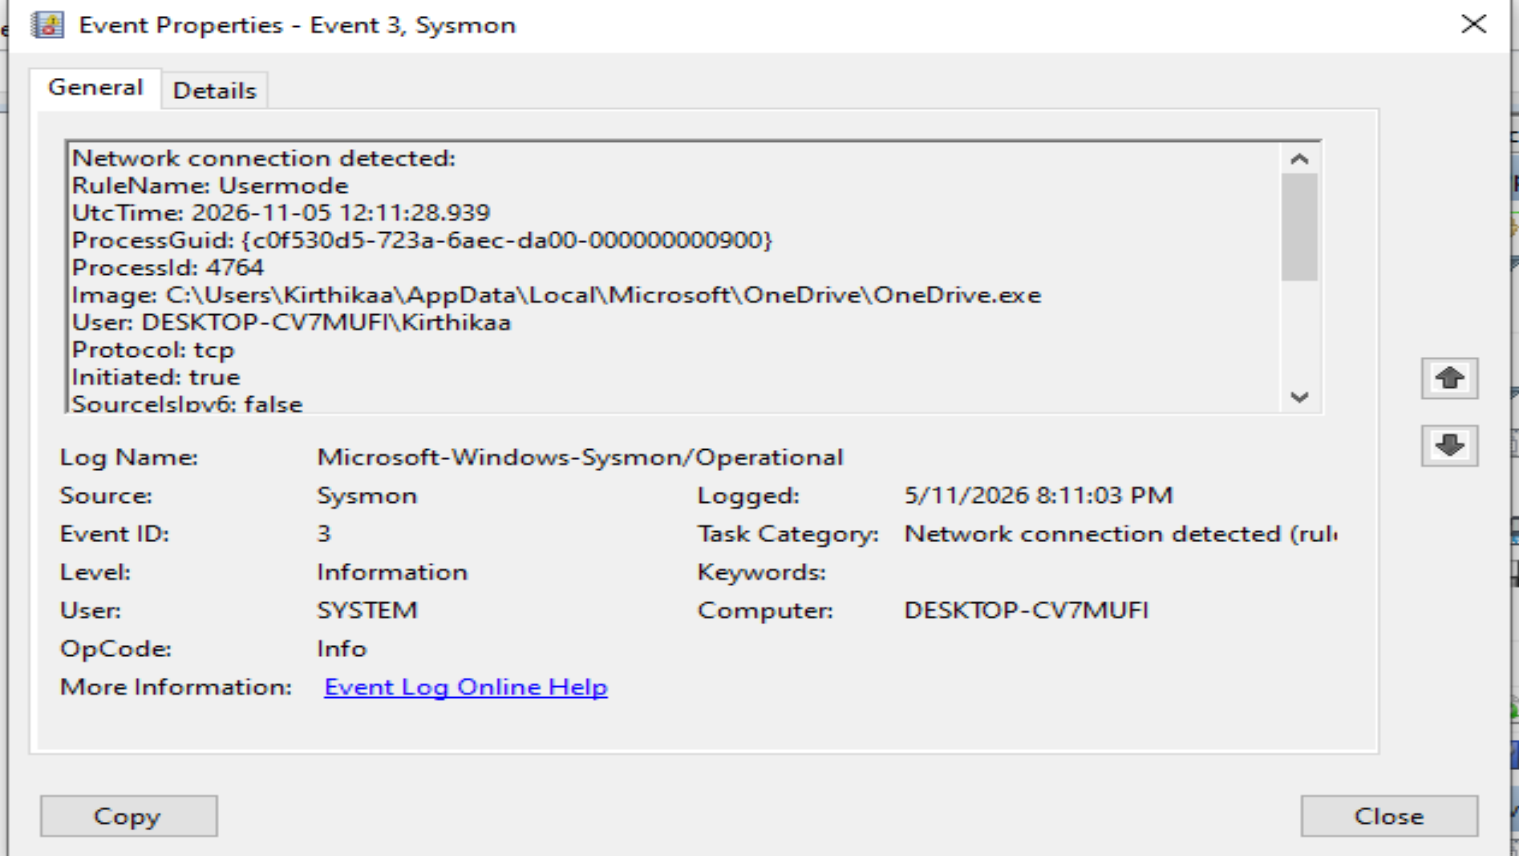 Event Properties - Event 3, Sysmon
General Details
Network connection detected:
RuleName: Usermode
UtcTime: 2026-11-05 12:11:28.939
ProcessGuid: {c0f530d5-723a-6aec-da00-000000000900}
ProcessId: 4764
Image: C:\Users\Kirthikaa\AppData\Local\Microsoft\OneDrive\OneDrive.exe
User: DESKTOP-CV7MUFI\Kirthikaa
Protocol: tcp
Initiated: true
SourceIsIpv6: false
Log Name: Microsoft-Windows-Sysmon/Operational
Source: Sysmon Logged: 5/11/2026 8:11:03 PM
Event ID: 3 Task Category: Network connection detected (rul
Level: Information Keywords:
User: SYSTEM Computer: DESKTOP-CV7MUFI
OpCode: Info
More Information: Event Log Online Help
Copy Close